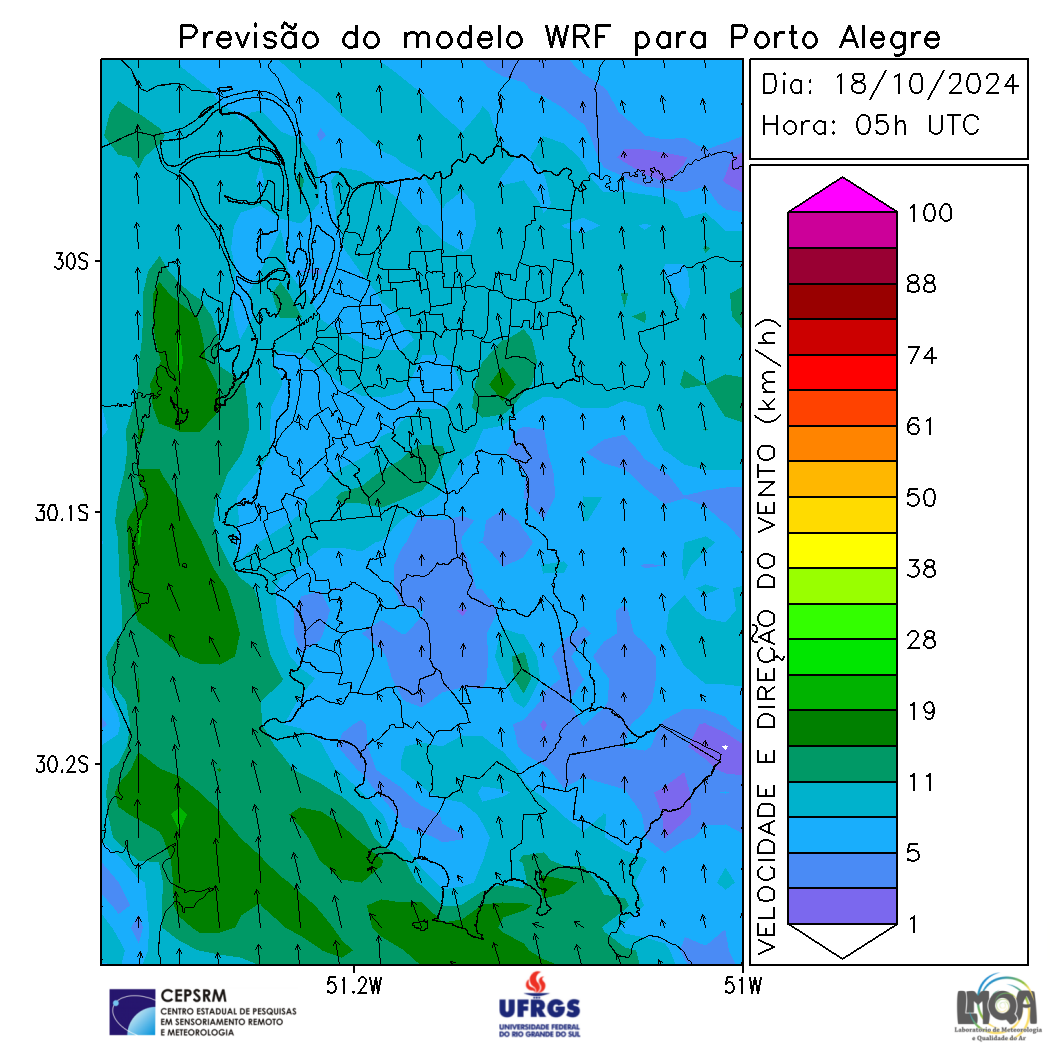 Previsão do modelo WRF para Porto Alegre
Dia: 18/10/2024
Hora: 05h UTC
30S
30.1S
30.2S
51.2W
51W
VELOCIDADE E DIREÇÃO DO VENTO (km/h)
100
88
74
61
50
38
28
19
11
5
1
CEPSRM
CENTRO ESTADUAL DE PESQUISAS
EM SENSORIAMENTO REMOTO
E METEOROLOGIA
UFRGS
UNIVERSIDADE FEDERAL
DO RIO GRANDE DO SUL
LMQA
Laboratório de Meteorologia
e Qualidade do Ar